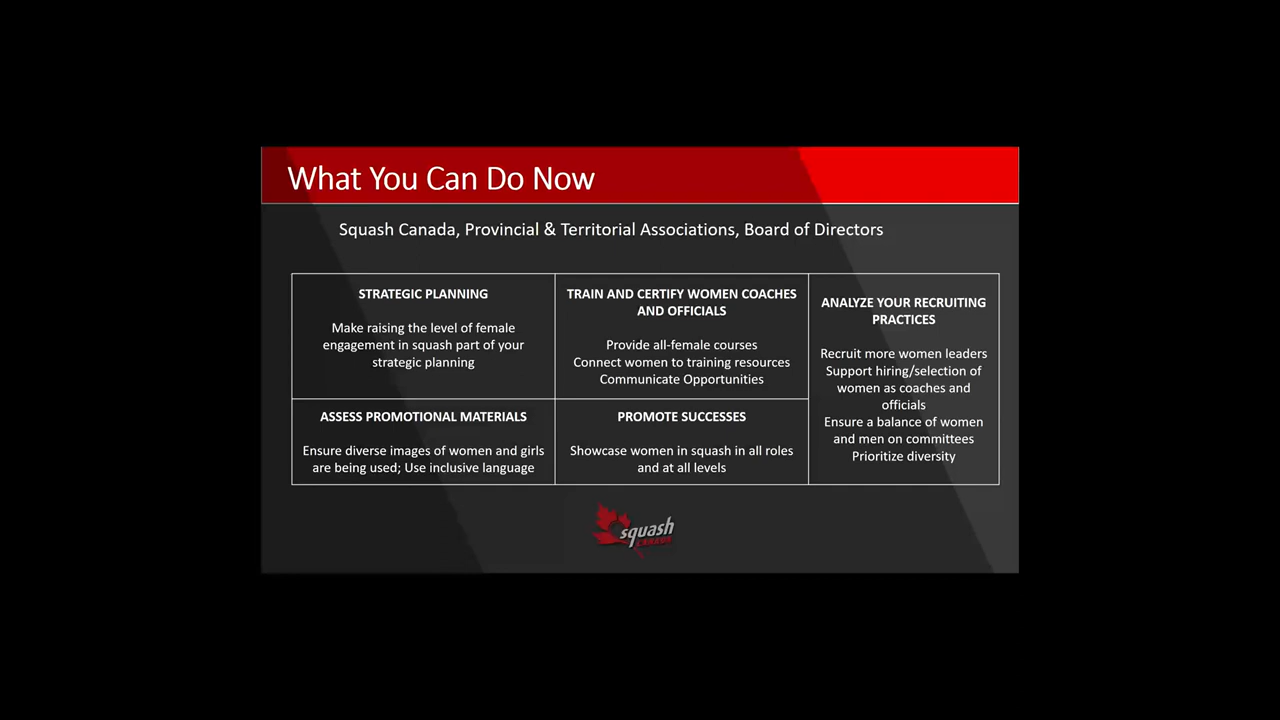 What You Can Do Now
Squash Canada, Provincial & Territorial Associations, Board of Directors
STRATEGIC PLANNING
Make raising the level of female
engagement in squash part of your
strategic planning
TRAIN AND CERTIFY WOMEN COACHES
AND OFFICIALS
Provide all-female courses
Connect women to training resources
Communicate Opportunities
ANALYZE YOUR RECRUITING
PRACTICES
Recruit more women leaders
Support hiring/selection of
women as coaches and
officials
Ensure a balance of women
and men on committees
Prioritize diversity
ASSESS PROMOTIONAL MATERIALS
Ensure diverse images of women and girls
are being used; Use inclusive language
PROMOTE SUCCESSES
Showcase women in squash in all roles
and at all levels
squash
CANADA